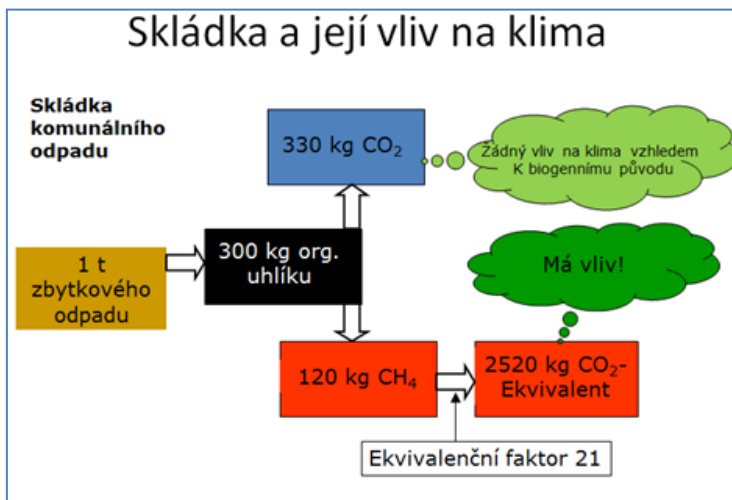 Skládka a její vliv na klima
Skládka
komunálního
odpadu
330 kg CO₂
Žádný vliv na klima vzhledem
K biogennímu původu
1 t
zbytkového
odpadu
300 kg org.
uhlíku
Má vliv!
120 kg CH₄
2520 kg CO₂-
Ekvivalent
Ekvivalenční faktor 21